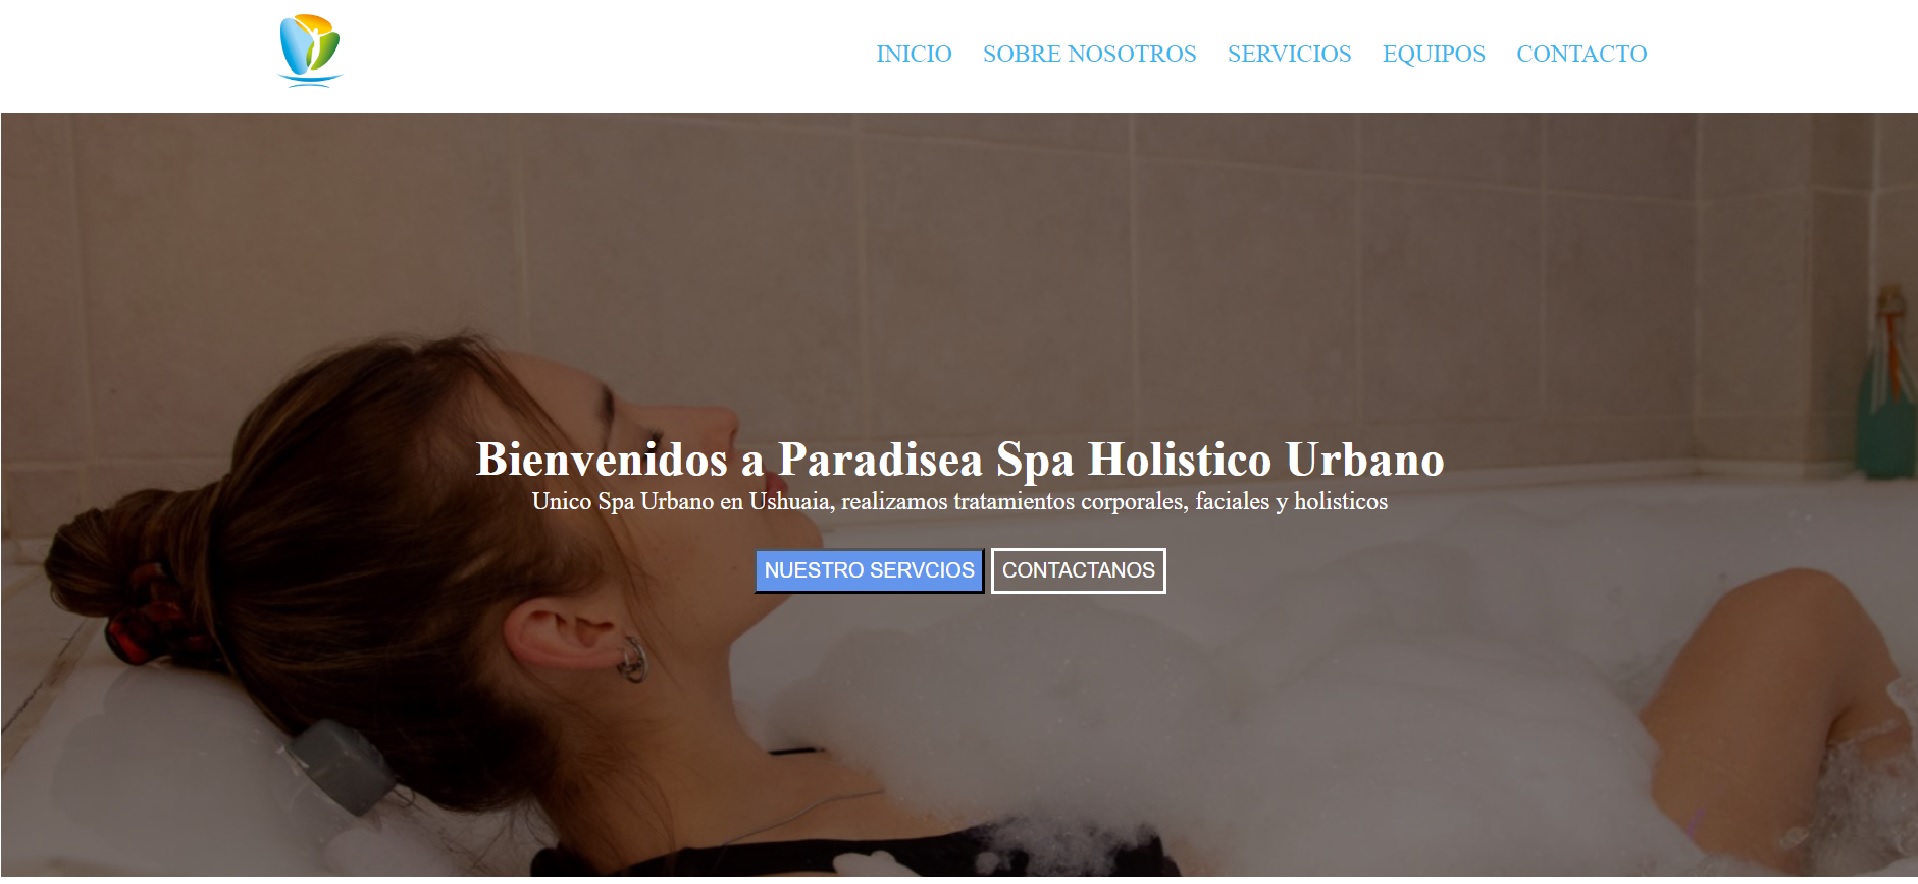 INICIO SOBRE NOSOTROS SERVICIOS EQUIPOS CONTACTO
Bienvenidos a Paradisea Spa Holistico Urbano
Unico Spa Urbano en Ushuaia, realizamos tratamientos corporales, faciales y holisticos
NUESTRO SERVCIOS CONTACTANOS